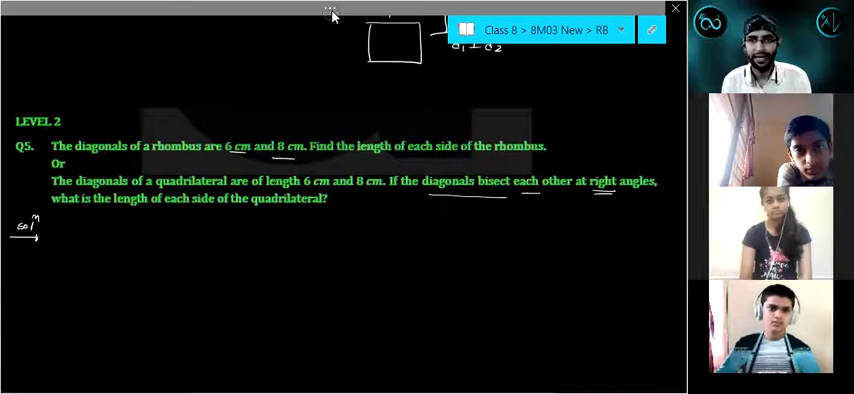 Class 8 > 8M03 New > RB
d₁ ⊥ d₂
LEVEL 2
Q5. The diagonals of a rhombus are 6 cm and 8 cm. Find the length of each side of the rhombus.
Or
The diagonals of a quadrilateral are of length 6 cm and 8 cm. If the diagonals bisect each other at right angles,
what is the length of each side of the quadrilateral?
solⁿ